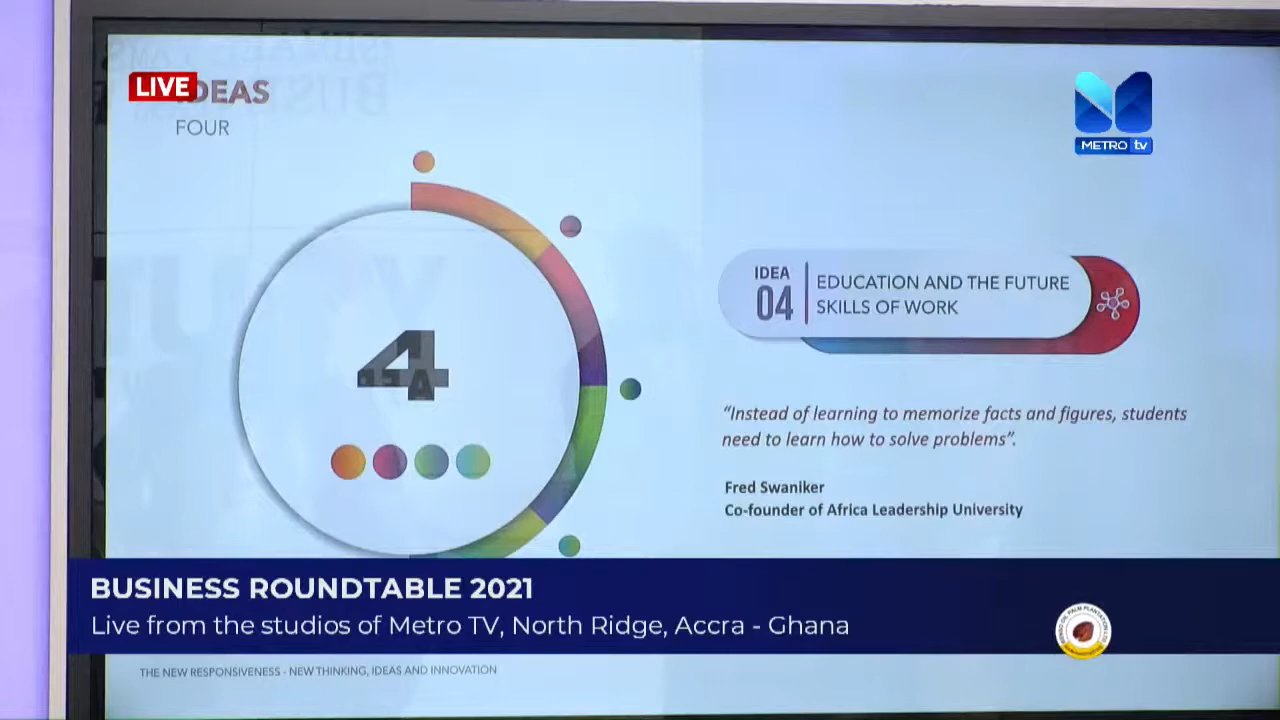 LIVE
IDEAS
FOUR
METRO tv
IDEA
04
EDUCATION AND THE FUTURE
SKILLS OF WORK
4
“Instead of learning to memorize facts and figures, students
need to learn how to solve problems”.
Fred Swaniker
Co-founder of Africa Leadership University
BUSINESS ROUNDTABLE 2021
Live from the studios of Metro TV, North Ridge, Accra - Ghana
THE NEW RESPONSIVENESS - NEW THINKING, IDEAS AND INNOVATION